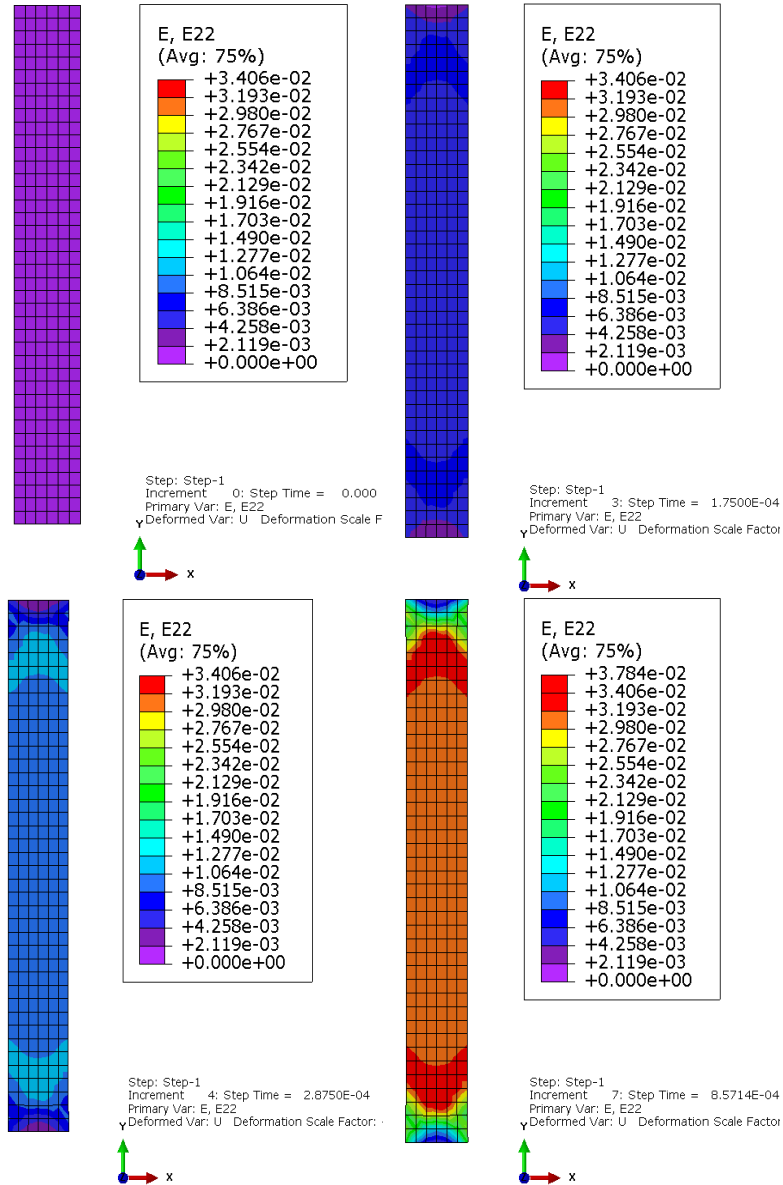 E, E22
(Avg: 75%)
+3.406e-02
+3.193e-02
+2.980e-02
+2.767e-02
+2.554e-02
+2.342e-02
+2.129e-02
+1.916e-02
+1.703e-02
+1.490e-02
+1.277e-02
+1.064e-02
+8.515e-03
+6.386e-03
+4.258e-03
+2.119e-03
+0.000e+00
Step: Step-1
Increment 0: Step Time = 0.000
Primary Var: E, E22
Deformed Var: U Deformation Scale F
Y
X
E, E22
(Avg: 75%)
+3.406e-02
+3.193e-02
+2.980e-02
+2.767e-02
+2.554e-02
+2.342e-02
+2.129e-02
+1.916e-02
+1.703e-02
+1.490e-02
+1.277e-02
+1.064e-02
+8.515e-03
+6.386e-03
+4.258e-03
+2.119e-03
+0.000e+00
Step: Step-1
Increment 3: Step Time = 1.7500E-04
Primary Var: E, E22
Deformed Var: U Deformation Scale Factor
Y
X
E, E22
(Avg: 75%)
+3.406e-02
+3.193e-02
+2.980e-02
+2.767e-02
+2.554e-02
+2.342e-02
+2.129e-02
+1.916e-02
+1.703e-02
+1.490e-02
+1.277e-02
+1.064e-02
+8.515e-03
+6.386e-03
+4.258e-03
+2.119e-03
+0.000e+00
Step: Step-1
Increment 4: Step Time = 2.8750E-04
Primary Var: E, E22
Deformed Var: U Deformation Scale Factor:
Y
X
E, E22
(Avg: 75%)
+3.784e-02
+3.406e-02
+3.193e-02
+2.980e-02
+2.767e-02
+2.554e-02
+2.342e-02
+2.129e-02
+1.916e-02
+1.703e-02
+1.490e-02
+1.277e-02
+1.064e-02
+8.515e-03
+6.386e-03
+4.258e-03
+2.119e-03
+0.000e+00
Step: Step-1
Increment 7: Step Time = 8.5714E-04
Primary Var: E, E22
Deformed Var: U Deformation Scale Factor
Y
X